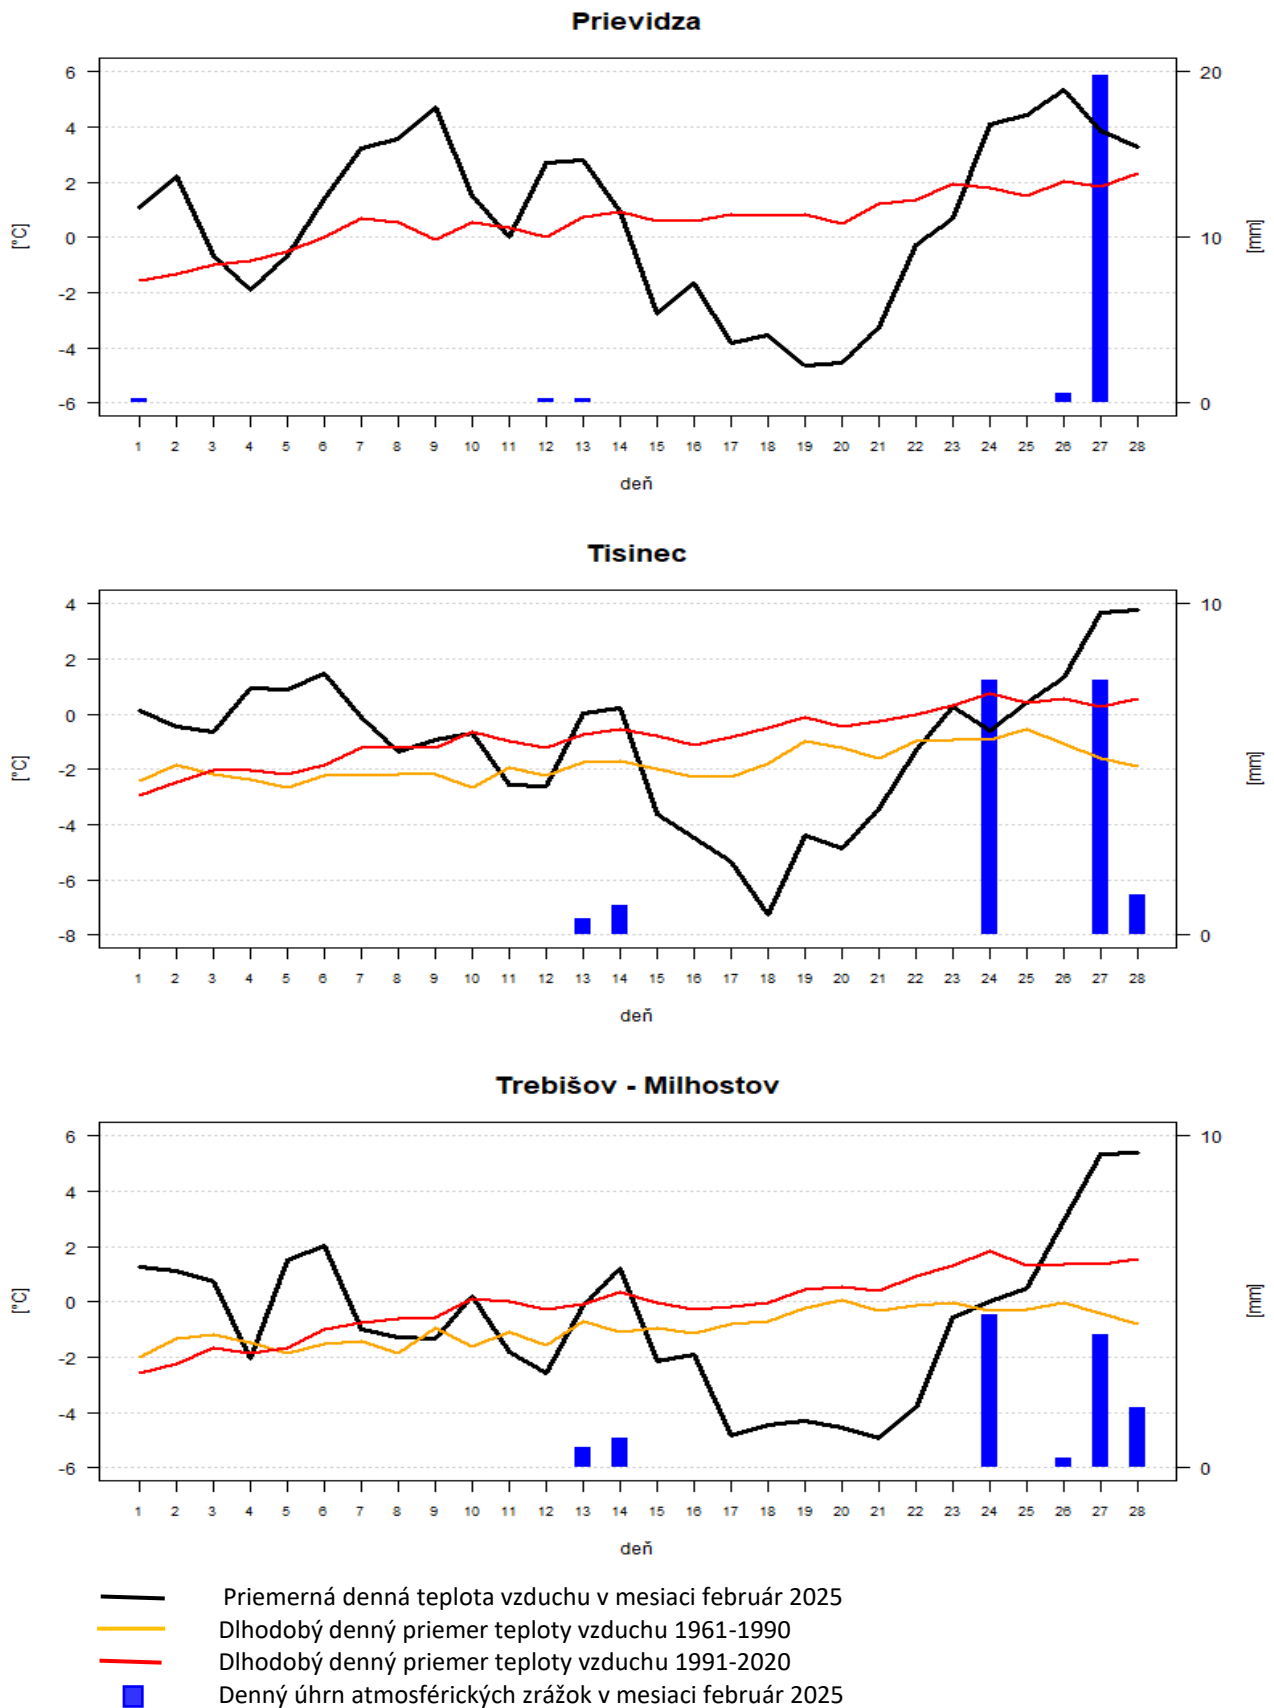 Prievidza
6
4
2
0
-2
-4
-6
[°C]
20
10
0
[mm]
1 2 3 4 5 6 7 8 9 10 11 12 13 14 15 16 17 18 19 20 21 22 23 24 25 26 27 28
deň
Tisinec
4
2
0
-2
-4
-6
-8
[°C]
10
0
[mm]
1 2 3 4 5 6 7 8 9 10 11 12 13 14 15 16 17 18 19 20 21 22 23 24 25 26 27 28
deň
Trebišov - Milhostov
6
4
2
0
-2
-4
-6
[°C]
10
0
[mm]
1 2 3 4 5 6 7 8 9 10 11 12 13 14 15 16 17 18 19 20 21 22 23 24 25 26 27 28
deň
Priemerná denná teplota vzduchu v mesiaci február 2025
Dlhodobý denný priemer teploty vzduchu 1961-1990
Dlhodobý denný priemer teploty vzduchu 1991-2020
Denný úhrn atmosférických zrážok v mesiaci február 2025